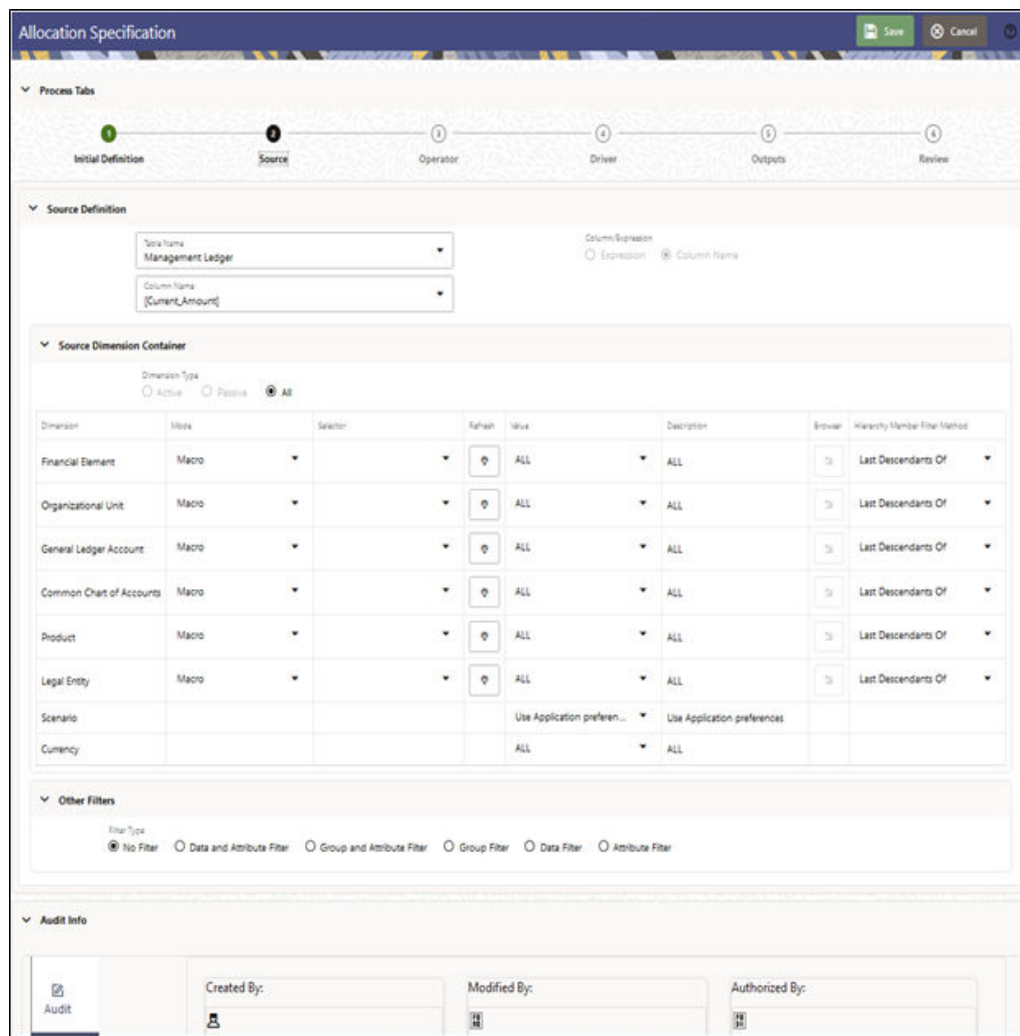 Allocation Specification Save Cancel
Process Tabs
1 2 3 4 5 6
Initial Definition Source Operator Driver Outputs Review
Source Definition
Table Name
Management Ledger
Column/Expression
Expression Column Name
Column Name
[Current_Amount]
Source Dimension Container
Dimension Type
Active Passive All
Dimension Mode Selector Refresh Value Description Browser Hierarchy Member Filter Method
Financial Element Macro ALL ALL Last Descendants Of
Organizational Unit Macro ALL ALL Last Descendants Of
General Ledger Account Macro ALL ALL Last Descendants Of
Common Chart of Accounts Macro ALL ALL Last Descendants Of
Product Macro ALL ALL Last Descendants Of
Legal Entity Macro ALL ALL Last Descendants Of
Scenario Use Application preferen... Use Application preferences
Currency ALL ALL
Other Filters
Filter Type
No Filter Data and Attribute Filter Group and Attribute Filter Group Filter Data Filter Attribute Filter
Audit Info
Audit
Created By: Modified By: Authorized By: